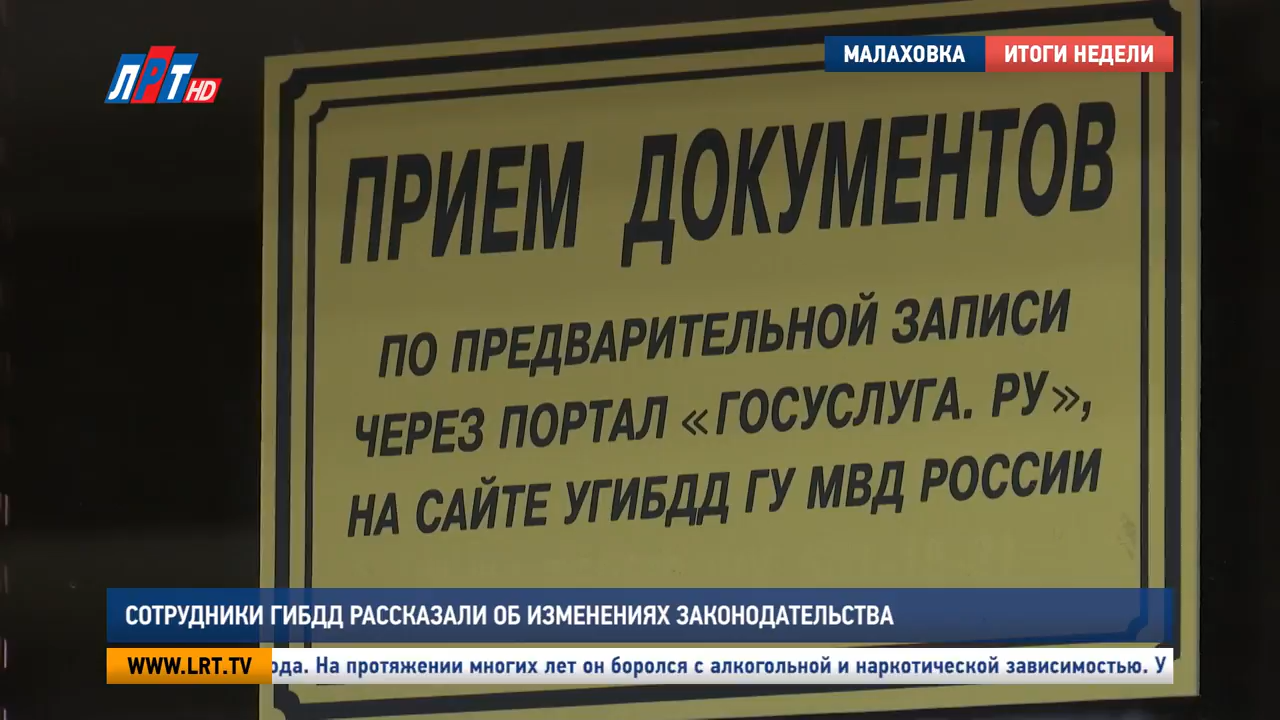 ЛРТ HD
МАЛАХОВКА ИТОГИ НЕДЕЛИ
ПРИЕМ ДОКУМЕНТОВ
ПО ПРЕДВАРИТЕЛЬНОЙ ЗАПИСИ
ЧЕРЕЗ ПОРТАЛ «ГОСУСЛУГА. РУ»,
НА САЙТЕ УГИБДД ГУ МВД РОССИИ
СОТРУДНИКИ ГИБДД РАССКАЗАЛИ ОБ ИЗМЕНЕНИЯХ ЗАКОНОДАТЕЛЬСТВА
WWW.LRT.TV ода. На протяжении многих лет он боролся с алкогольной и наркотической зависимостью. У